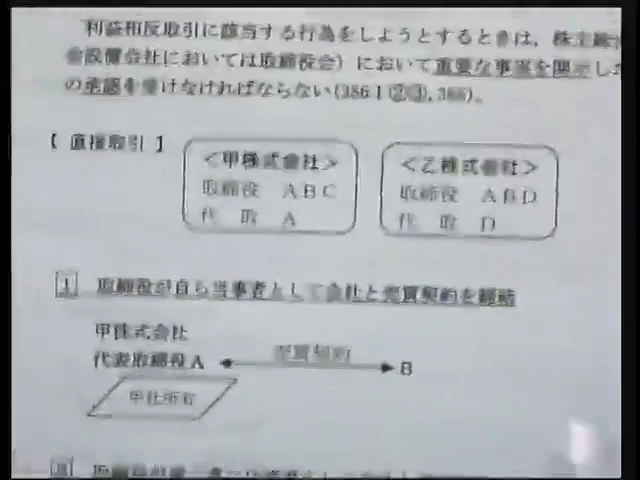 利益相反取引に該当する行為をしようとするときは、株主総
会設置会社においては取締役会）において重要な事実を開示し
の承認を受けなければならない（356Ⅰ②③, 365）。
【 直接取引 】
＜甲株式会社＞
取締役 ＡＢＣ
代 取 Ａ
＜乙株式会社＞
取締役 ＡＢＤ
代 取 Ｄ
1 取締役が自ら当事者として会社と売買契約を締結
甲株式会社
代表取締役Ａ
売買契約
Ｂ
甲社所有